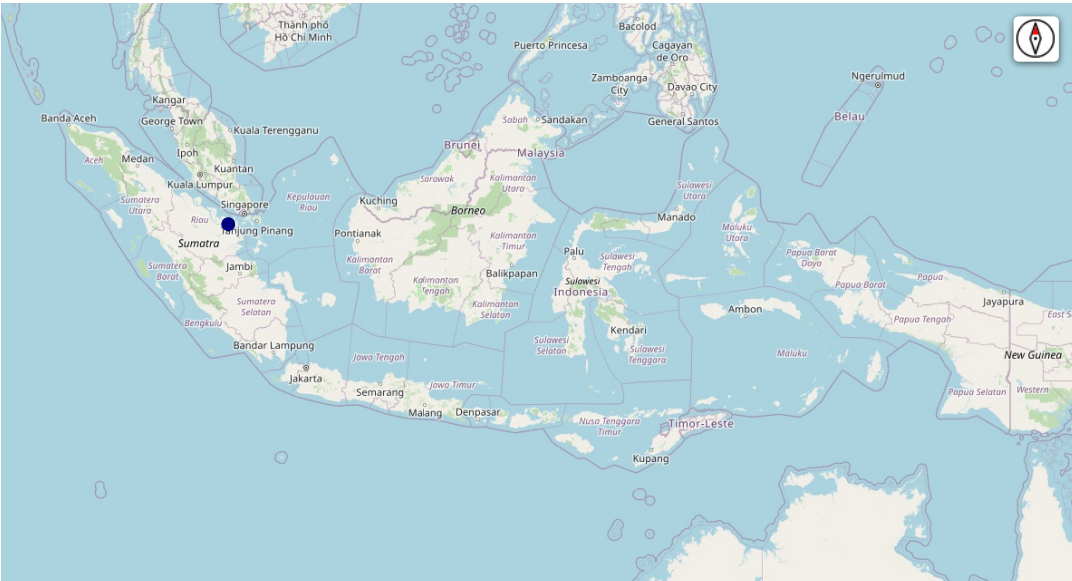 Thành phố
Hồ Chí Minh
Bacolod
Puerto Princesa
Cagayan
de Oro
Zamboanga
City
Davao City
Ngerulmud
Kangar
Banda Aceh
George Town
Kuala Terengganu
Sabah
Sandakan
General Santos
Belau
Brunei
Malaysia
Ipoh
Aceh
Medan
Kuantan
Kuala Lumpur
Sarawak
Kalimantan
Utara
Sulawesi
Utara
Sumatera
Utara
Kepulauan
Riau
Kuching
Singapore
Borneo
Manado
Riau
Tanjung Pinang
Pontianak
Maluku
Utara
Sumatra
Kalimantan
Timur
Palu
Papua Barat
Daya
Sumatera
Barat
Jambi
Kalimantan
Barat
Balikpapan
Sulawesi
Tengah
Papua
Kalimantan
Tengah
Sulawesi
Indonesia
Papua Barat
Sumatera
Selatan
Kalimantan
Selatan
Jayapura
Ambon
Papua Tengah
East S
Bengkulu
Kendari
Bandar Lampung
Sulawesi
Selatan
Sulawesi
Tenggara
Jawa Tengah
Maluku
New Guinea
Jakarta
Jawa Timur
Semarang
Papua Selatan
Western
Malang
Denpasar
Nusa Tenggara
Timur
Timor-Leste
Kupang